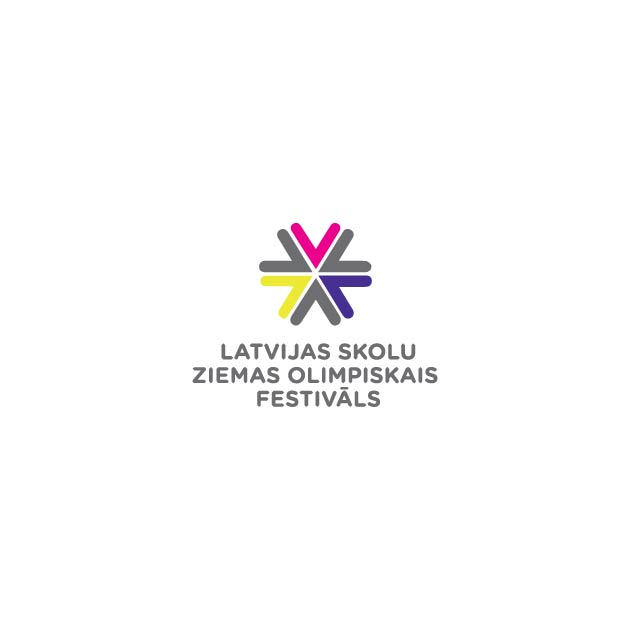 LATVIJAS SKOLU
ZIEMAS OLIMPISKAIS
FESTIVĀLS